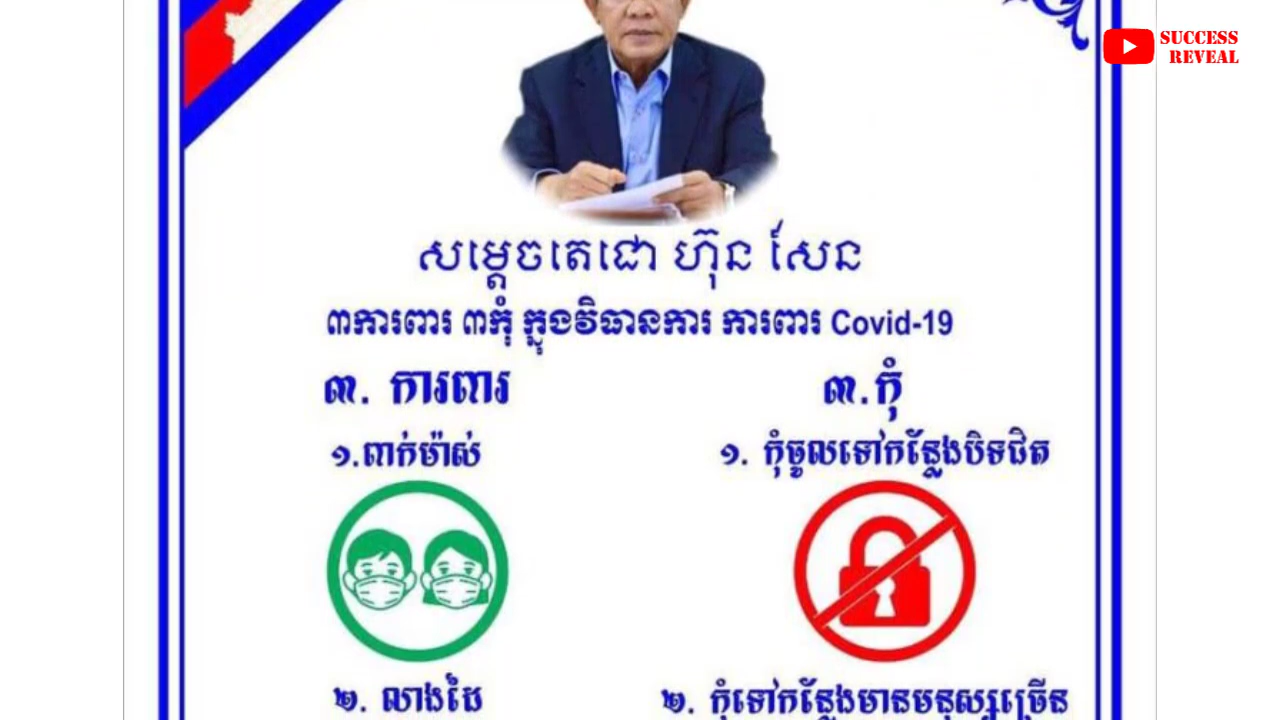 SUCCESS
REVEAL
សម្ដេចតេជោ ហ៊ុន សែន
៣ការពារ ៣កុំ ក្នុងវិធានការ ការពារ Covid-19
៣. ការពារ
៣.កុំ
១.ពាក់ម៉ាស់
១. កុំចូលទៅកន្លែងបិទជិត
២. លាងដៃ
២. កុំទៅកន្លែងមានមនុស្សច្រើន